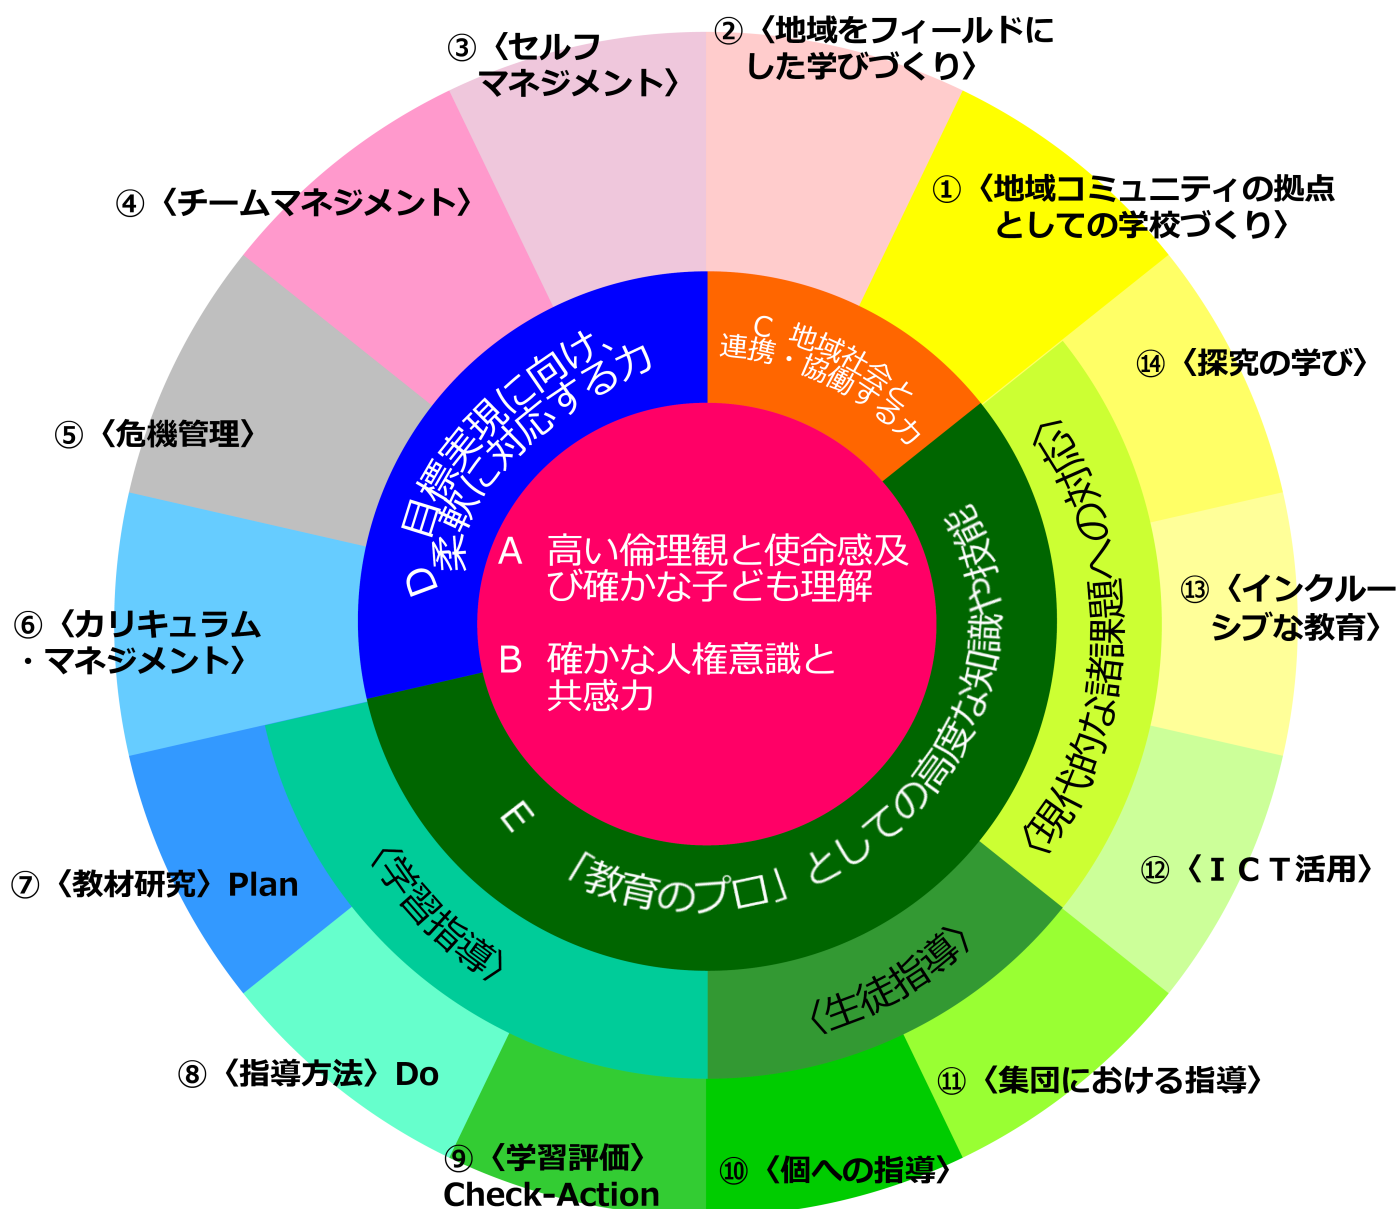 ③〈セルフ
マネジメント〉
②〈地域をフィールドに
した学びづくり〉
④〈チームマネジメント〉
①〈地域コミュニティの拠点
としての学校づくり〉
⑤〈危機管理〉
⑭〈探究の学び〉
⑥〈カリキュラム
・マネジメント〉
⑬〈インクルー
シブな教育〉
⑦〈教材研究〉Plan
⑫〈ＩＣＴ活用〉
⑧〈指導方法〉Do
⑪〈集団における指導〉
⑨〈学習評価〉
Check-Action
⑩〈個への指導〉
C 地域社会と
連携・協働する力
D 目標実現に向け、
柔軟に対応する力
A 高い倫理観と使命感及
び確かな子ども理解
B 確かな人権意識と
共感力
E 「教育のプロ」としての高度な知識や技能
〈現代的な諸課題への対応〉
〈学習指導〉
〈生徒指導〉